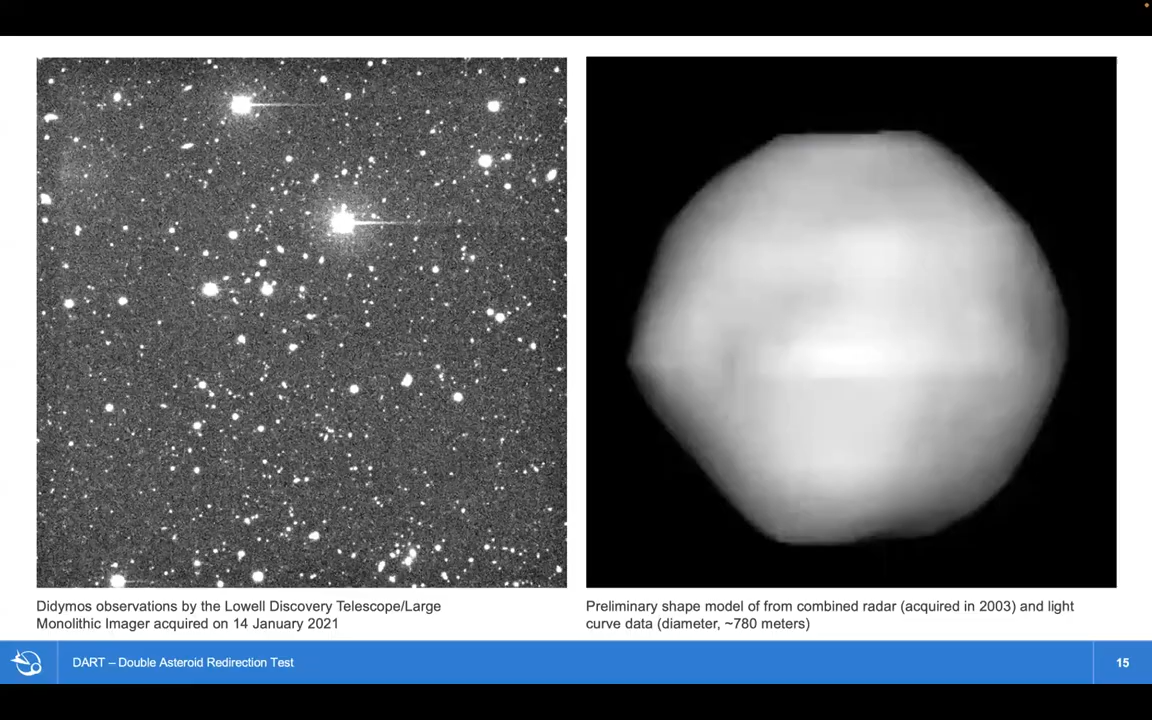 Didymos observations by the Lowell Discovery Telescope/Large
Monolithic Imager acquired on 14 January 2021
Preliminary shape model of from combined radar (acquired in 2003) and light
curve data (diameter, ~780 meters)
DART – Double Asteroid Redirection Test
15